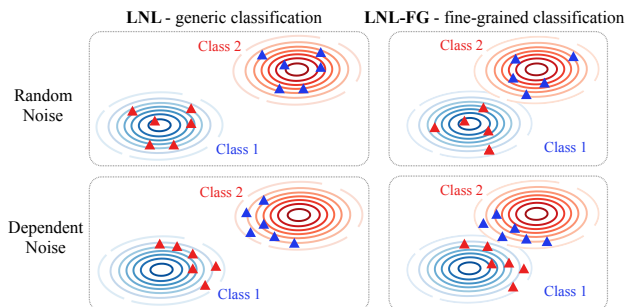 LNL - generic classification
LNL-FG - fine-grained classification
Random
Noise
Class 2
Class 1
Class 2
Class 1
Dependent
Noise
Class 2
Class 1
Class 2
Class 1